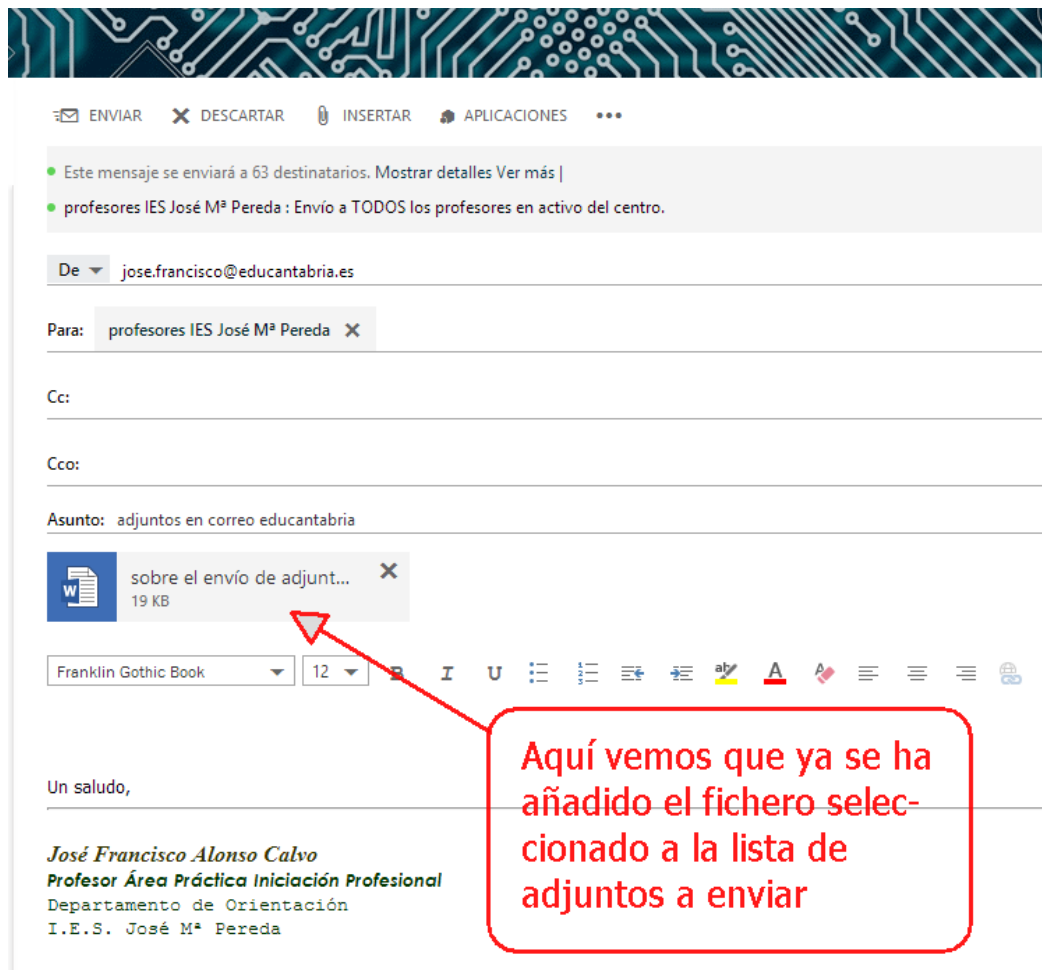 ENVIAR DESCARTAR INSERTAR APLICACIONES •••
Este mensaje se enviará a 63 destinatarios. Mostrar detalles Ver más |
profesores IES José Mª Pereda : Envío a TODOS los profesores en activo del centro.
De jose.francisco@educantabria.es
Para: profesores IES José Mª Pereda
Cc:
Cco:
Asunto: adjuntos en correo educantabria
sobre el envío de adjunt...
19 KB
Franklin Gothic Book 12 B I U
Aquí vemos que ya se ha
añadido el fichero selec-
cionado a la lista de
adjuntos a enviar
Un saludo,
José Francisco Alonso Calvo
Profesor Área Práctica Iniciación Profesional
Departamento de Orientación
I.E.S. José Mª Pereda